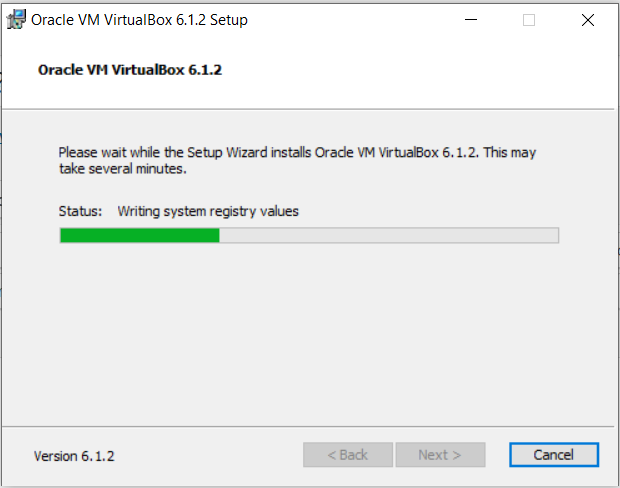 Oracle VM VirtualBox 6.1.2 Setup
Oracle VM VirtualBox 6.1.2
Please wait while the Setup Wizard installs Oracle VM VirtualBox 6.1.2. This may
take several minutes.
Status: Writing system registry values
Version 6.1.2
< Back
Next >
Cancel